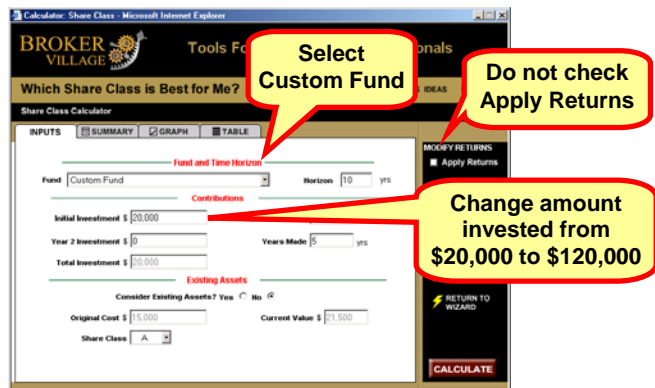 Calculator: Share Class - Microsoft Internet Explorer
BROKER
VILLAGE
Tools Fo
onals
Select
Custom Fund
Do not check
Apply Returns
Which Share Class is Best for Me?
IDEAS
Share Class Calculator
INPUTS SUMMARY GRAPH TABLE
MODIFY RETURNS
Apply Returns
Fund and Time Horizon
Fund Custom Fund Horizon 10 yrs
Contributions
Initial Investment $ 20,000
Change amount
invested from
$20,000 to $120,000
Year 2 Investment $ 0 Years Made 5 yrs
Total Investment $ 20,000
Existing Assets
Consider Existing Assets? Yes No
RETURN TO
WIZARD
Original Cost $ 15,000 Current Value $ 21,500
Share Class A
CALCULATE